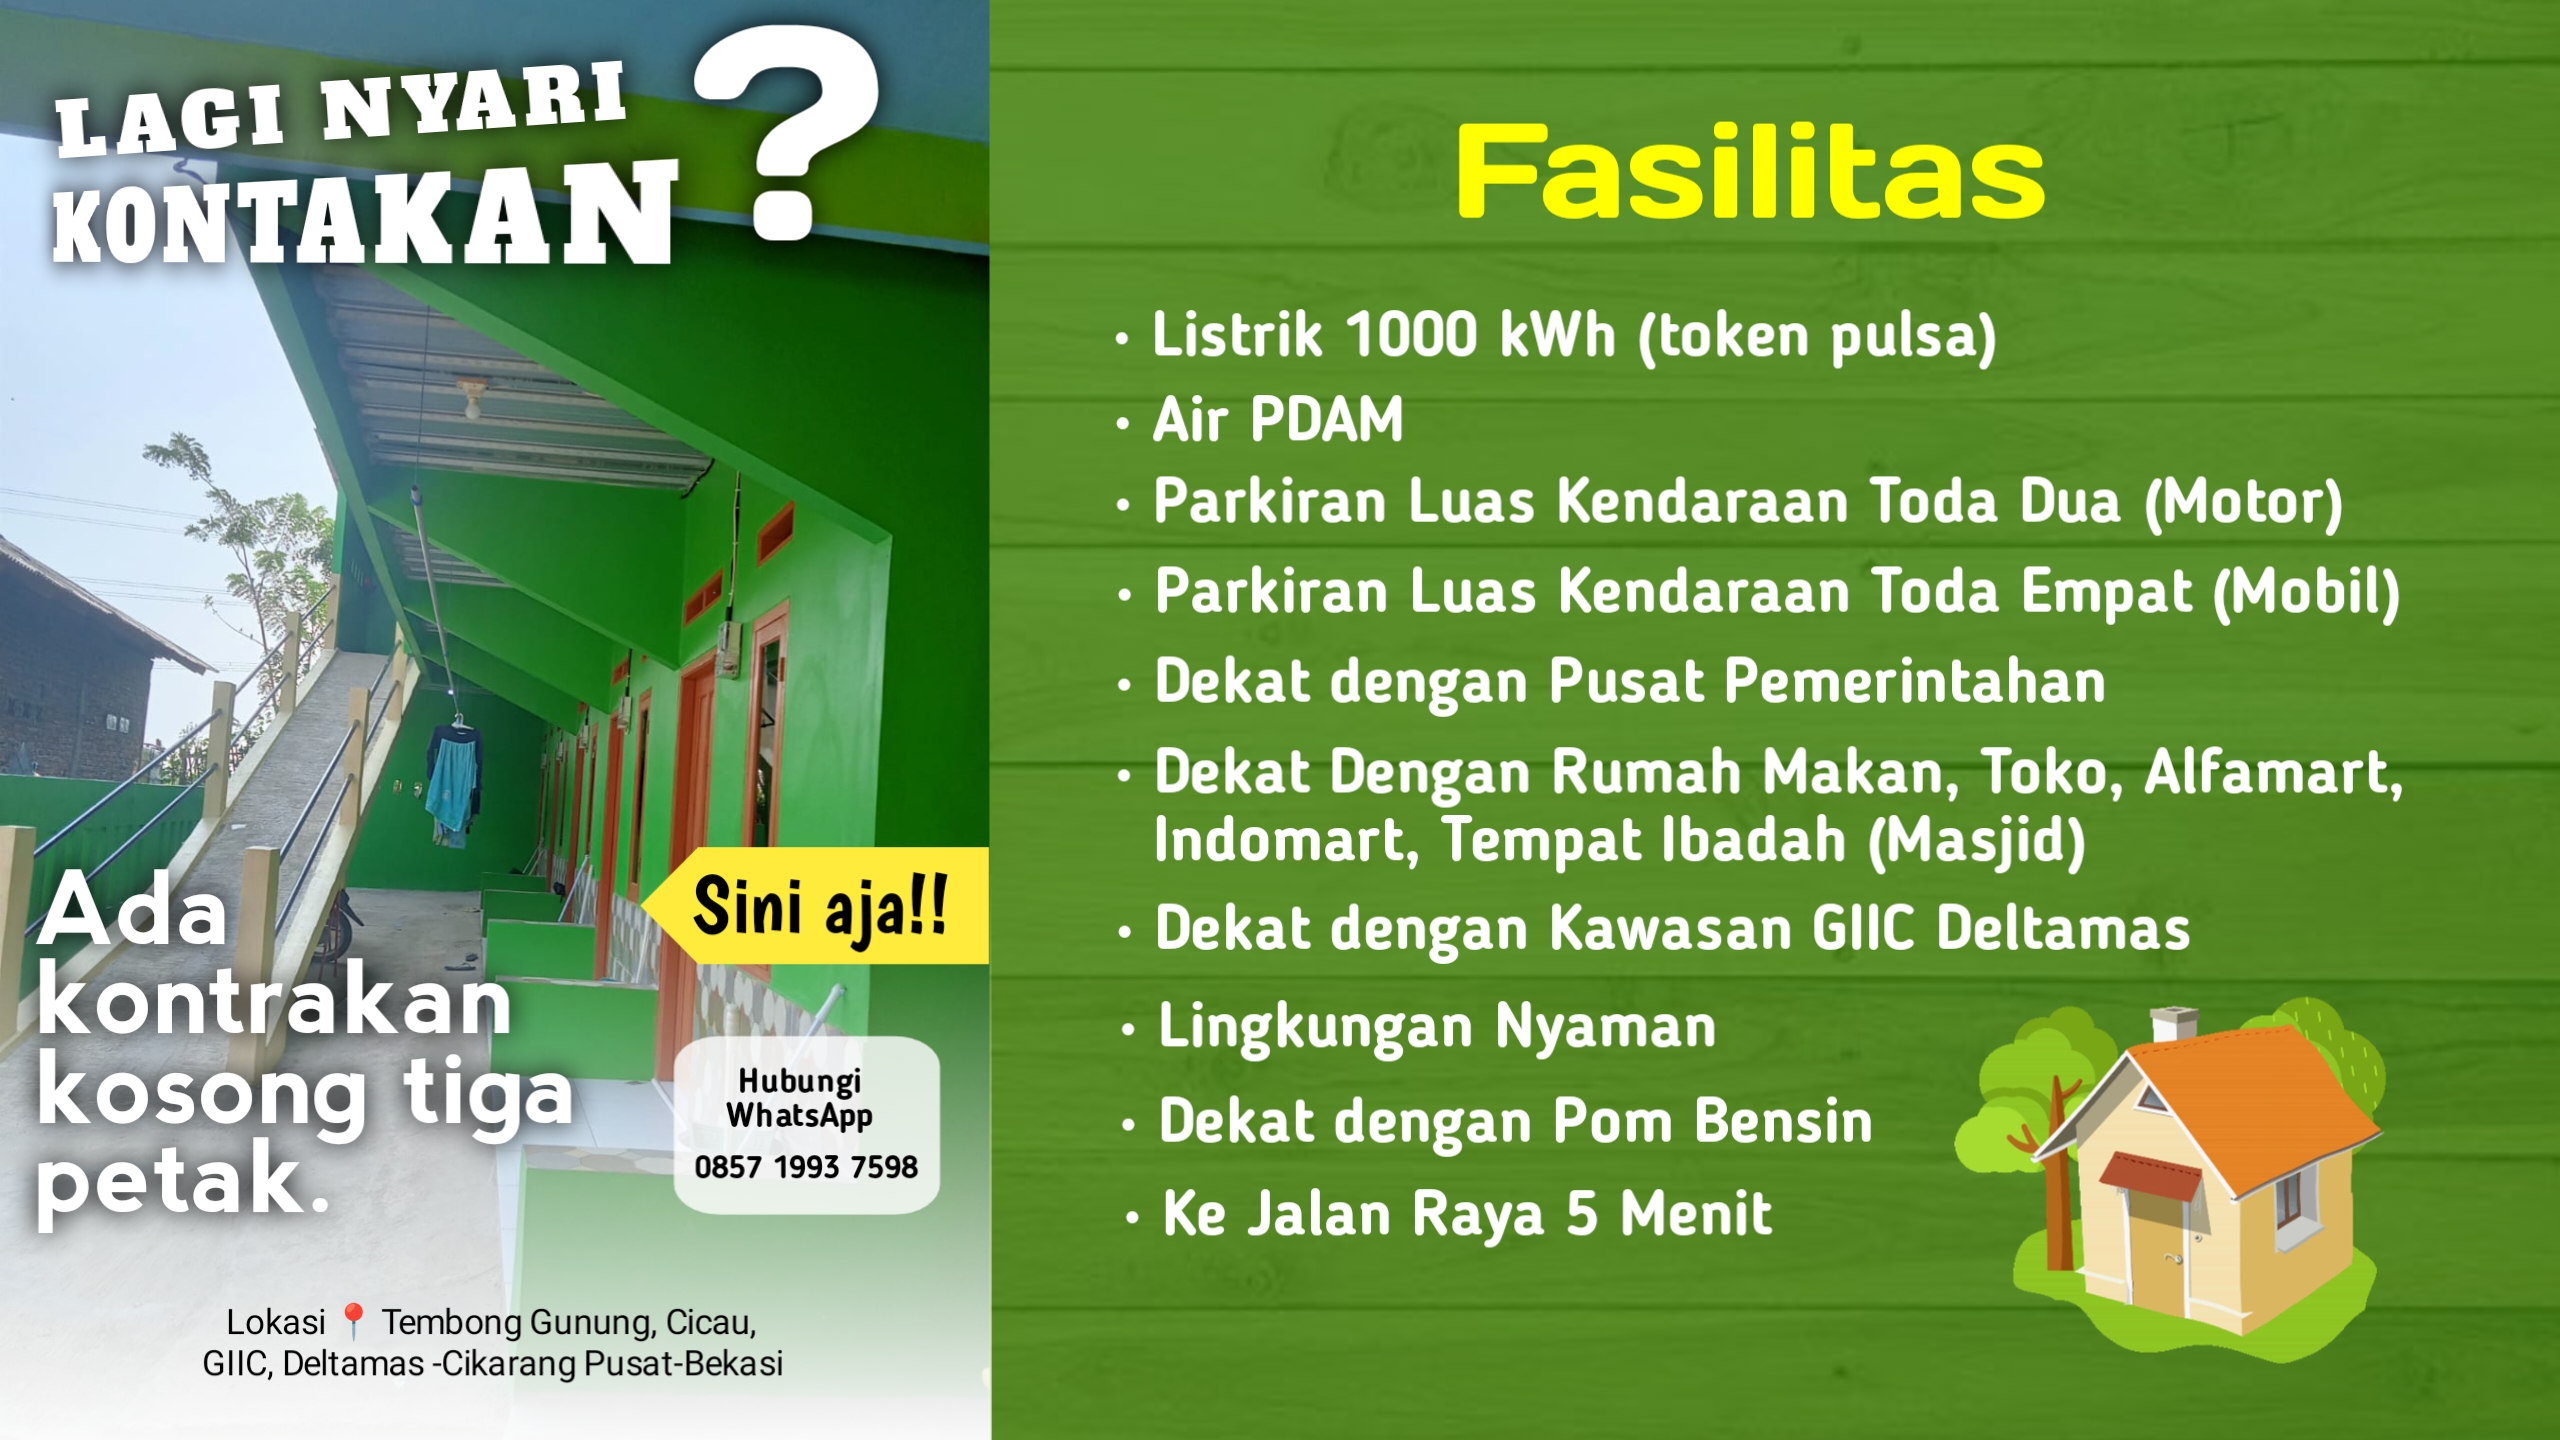 LAGI NYARI
KONTAKAN ?
Ada
kontrakan
kosong tiga
petak.
Sini aja!!
Hubungi
WhatsApp
0857 1993 7598
Lokasi 📍 Tembong Gunung, Cicau,
GIIC, Deltamas -Cikarang Pusat-Bekasi
Fasilitas
• Listrik 1000 kWh (token pulsa)
• Air PDAM
• Parkiran Luas Kendaraan Toda Dua (Motor)
• Parkiran Luas Kendaraan Toda Empat (Mobil)
• Dekat dengan Pusat Pemerintahan
• Dekat Dengan Rumah Makan, Toko, Alfamart,
Indomart, Tempat Ibadah (Masjid)
• Dekat dengan Kawasan GIIC Deltamas
• Lingkungan Nyaman
• Dekat dengan Pom Bensin
• Ke Jalan Raya 5 Menit